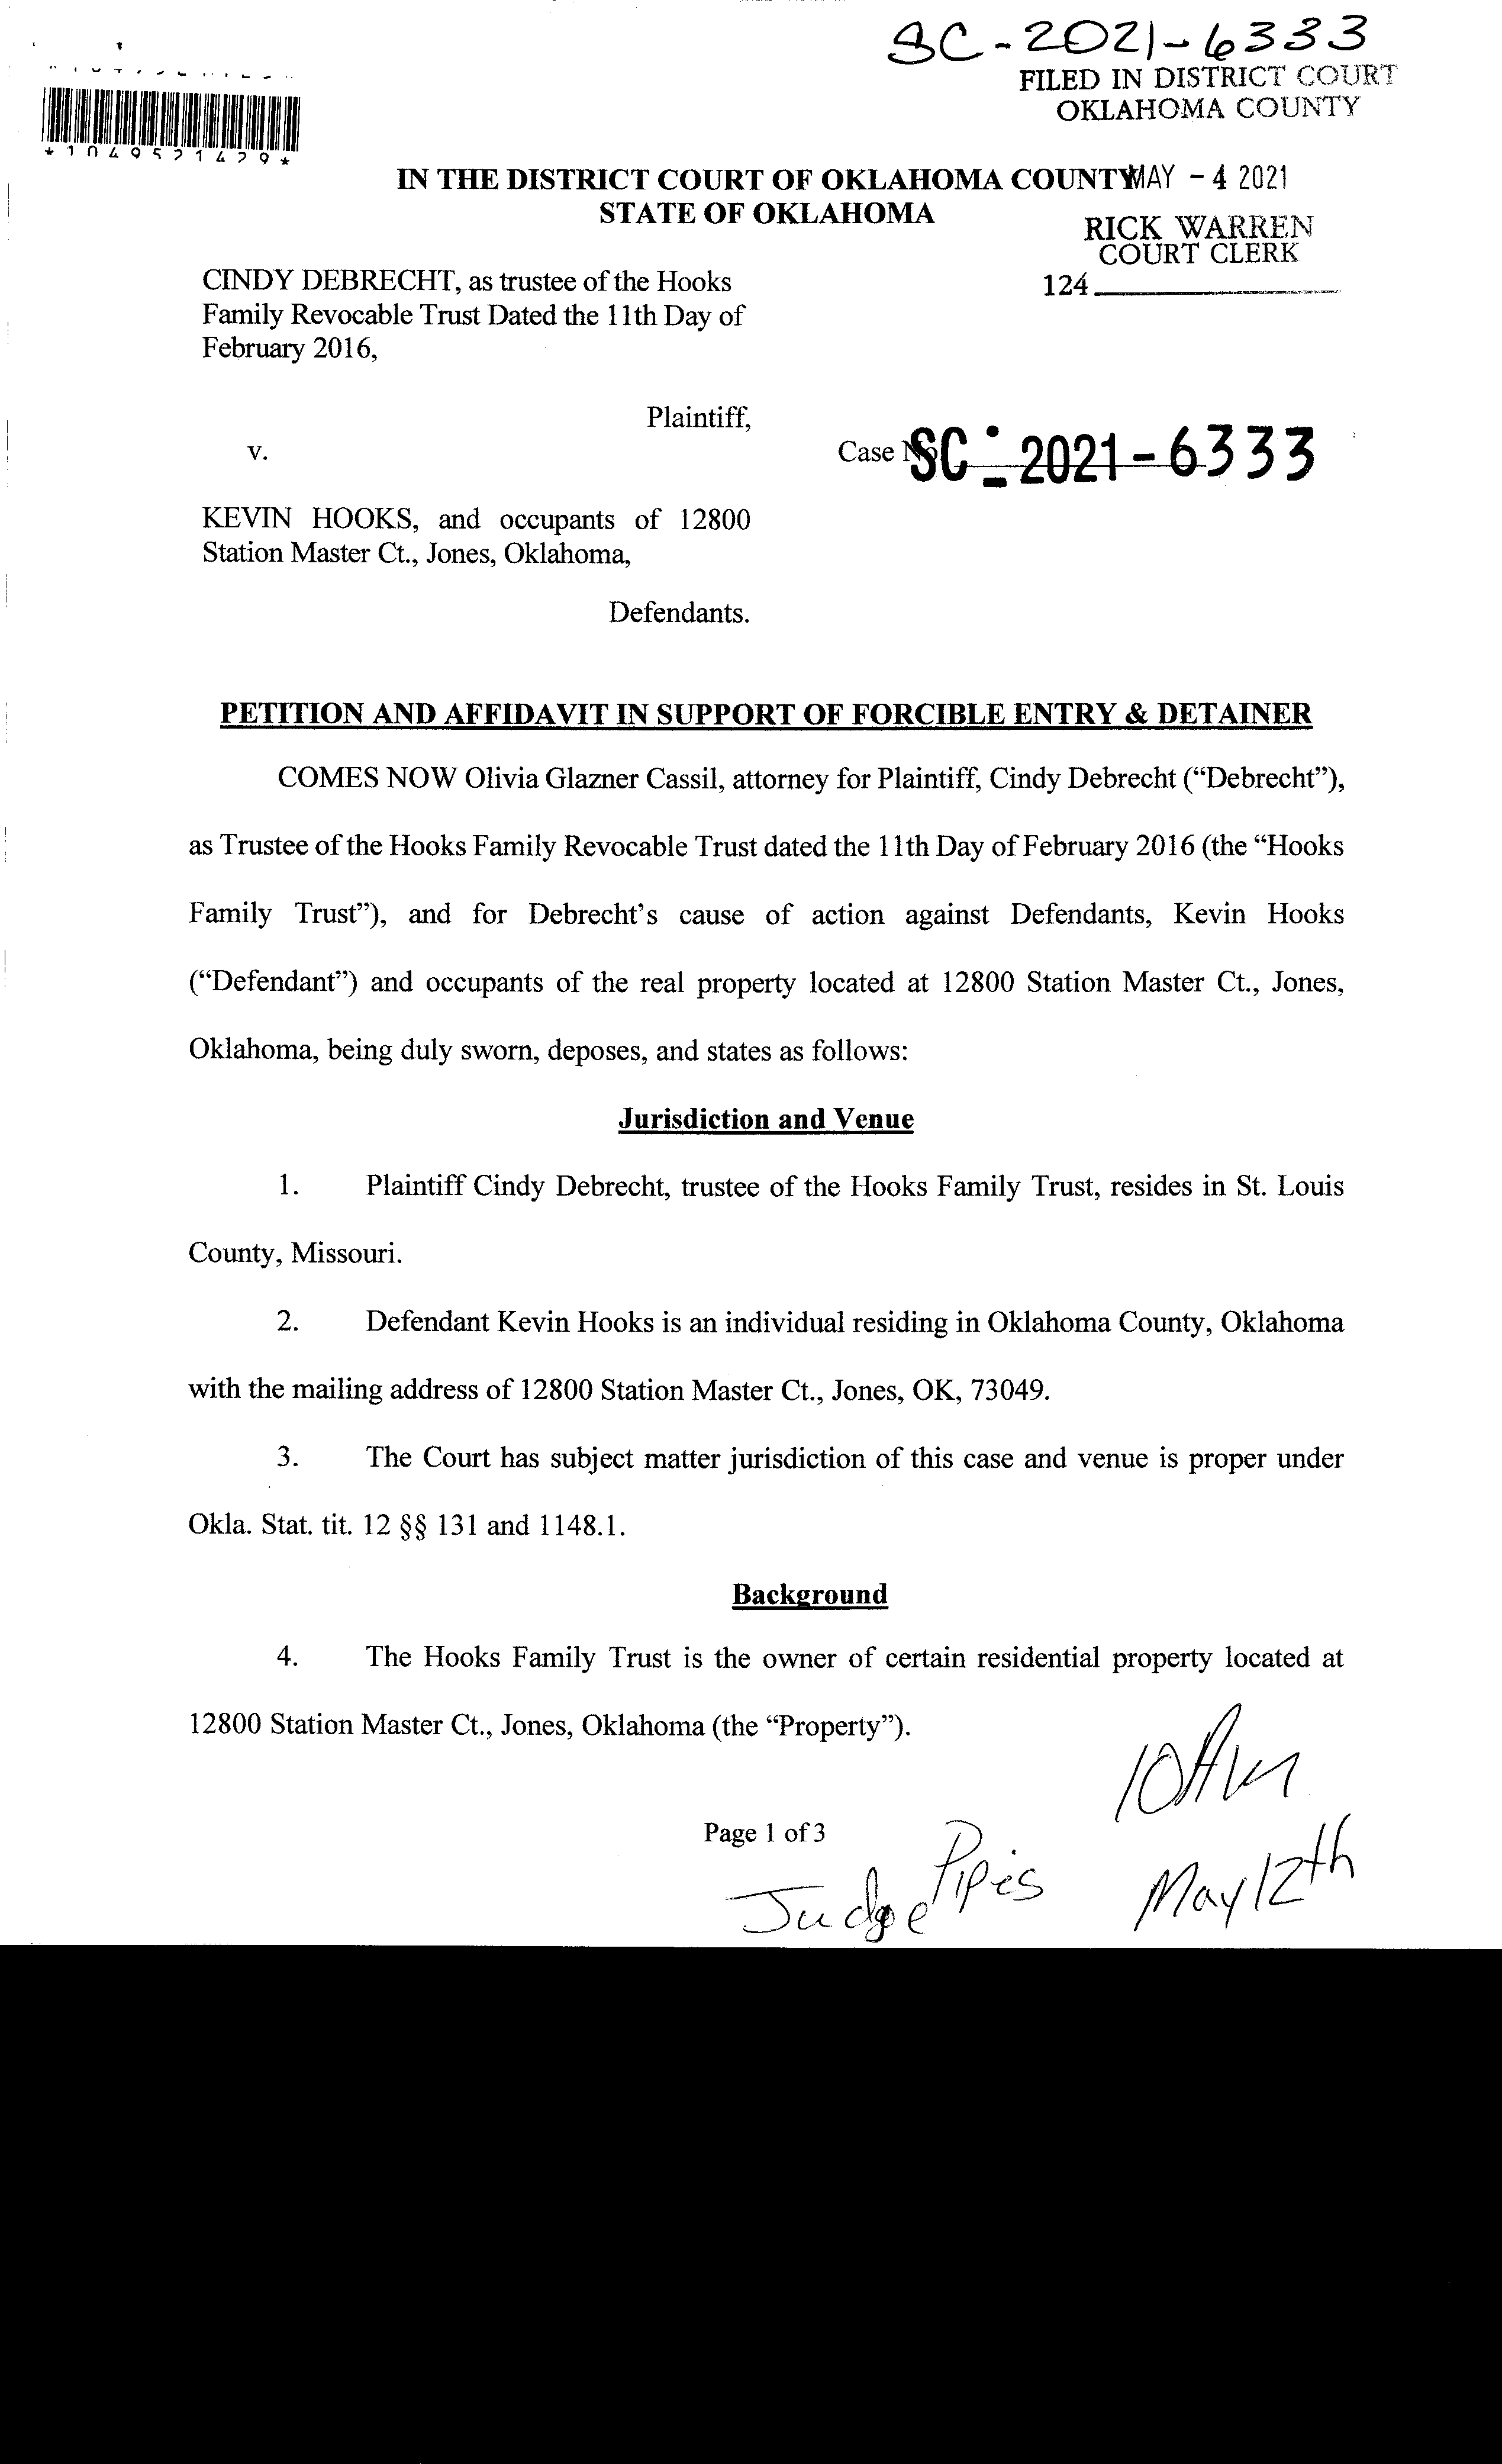 SC-2021-6333
FILED IN DISTRICT COURT
OKLAHOMA COUNTY
*1049521429*
IN THE DISTRICT COURT OF OKLAHOMA COUNTY MAY - 4 2021
STATE OF OKLAHOMA
RICK WARREN
COURT CLERK
124
CINDY DEBRECHT, as trustee of the Hooks
Family Revocable Trust Dated the 11th Day of
February 2016,
Plaintiff,
v.
Case No. SC - 2021 - 6333
KEVIN HOOKS, and occupants of 12800
Station Master Ct., Jones, Oklahoma,
Defendants.
PETITION AND AFFIDAVIT IN SUPPORT OF FORCIBLE ENTRY & DETAINER
COMES NOW Olivia Glazner Cassil, attorney for Plaintiff, Cindy Debrecht (“Debrecht”),
as Trustee of the Hooks Family Revocable Trust dated the 11th Day of February 2016 (the “Hooks
Family Trust”), and for Debrecht’s cause of action against Defendants, Kevin Hooks
(“Defendant”) and occupants of the real property located at 12800 Station Master Ct., Jones,
Oklahoma, being duly sworn, deposes, and states as follows:
Jurisdiction and Venue
1. Plaintiff Cindy Debrecht, trustee of the Hooks Family Trust, resides in St. Louis
County, Missouri.
2. Defendant Kevin Hooks is an individual residing in Oklahoma County, Oklahoma
with the mailing address of 12800 Station Master Ct., Jones, OK, 73049.
3. The Court has subject matter jurisdiction of this case and venue is proper under
Okla. Stat. tit. 12 §§ 131 and 1148.1.
Background
4. The Hooks Family Trust is the owner of certain residential property located at
12800 Station Master Ct., Jones, Oklahoma (the “Property”).
10AM
Page 1 of 3
Judge Pipes May 12th